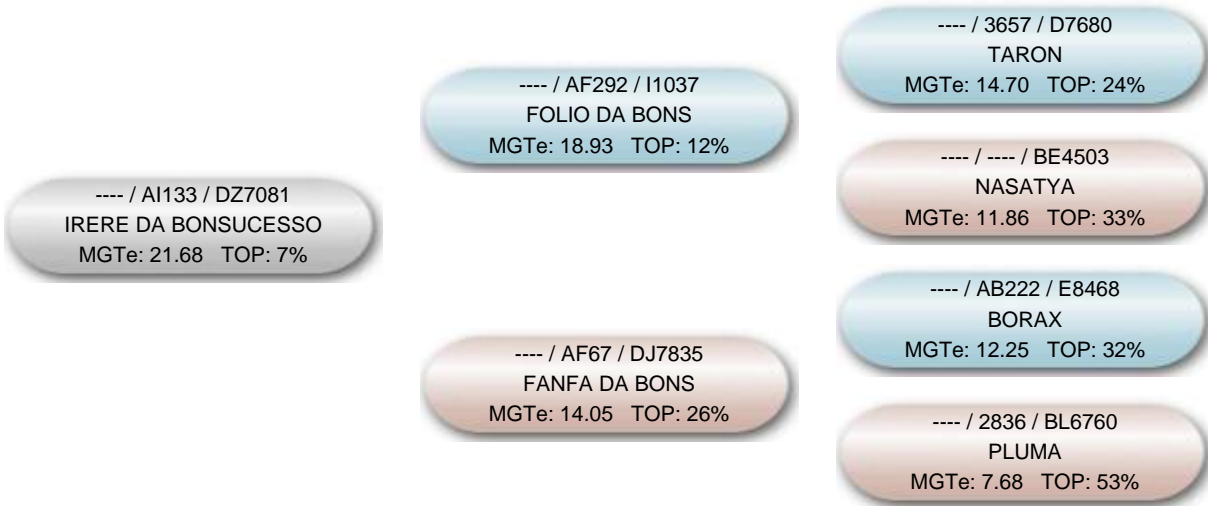 ---- / AI133 / DZ7081
IRERE DA BONSUCESSO
MGTe: 21.68 TOP: 7%
---- / AF292 / I1037
FOLIO DA BONS
MGTe: 18.93 TOP: 12%
---- / AF67 / DJ7835
FANFA DA BONS
MGTe: 14.05 TOP: 26%
---- / 3657 / D7680
TARON
MGTe: 14.70 TOP: 24%
---- / ---- / BE4503
NASATYA
MGTe: 11.86 TOP: 33%
---- / AB222 / E8468
BORAX
MGTe: 12.25 TOP: 32%
---- / 2836 / BL6760
PLUMA
MGTe: 7.68 TOP: 53%